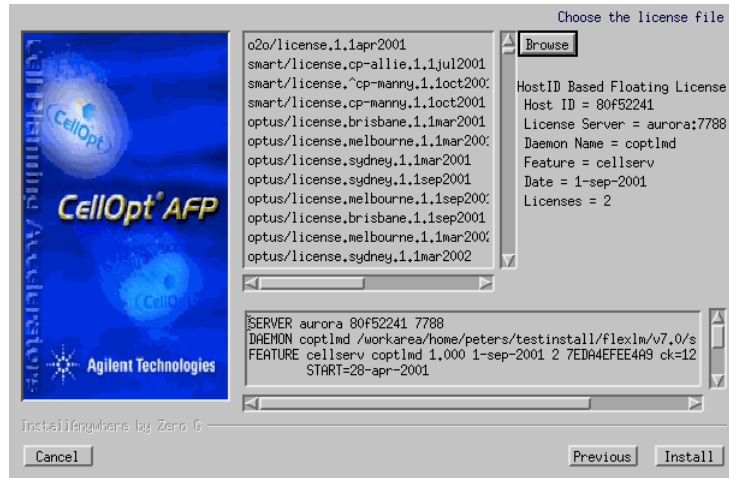 Choose the license file
Cell Planning Accelerators
CellOpt
CellOpt AFP
CellOpt
Agilent Technologies
o2o/license.1.1apr2001
smart/license.cp-allie.1.1jul2001
smart/license.^cp-manny.1.1oct2001
smart/license.cp-manny.1.1oct2001
optus/license.brisbane.1.1mar2001
optus/license.melbourne.1.1mar2001
optus/license.sydney.1.1mar2001
optus/license.sydney.1.1sep2001
optus/license.melbourne.1.1sep2001
optus/license.brisbane.1.1sep2001
optus/license.melbourne.1.1mar2002
optus/license.sydney.1.1mar2002
Browse
HostID Based Floating License
Host ID = 80f52241
License Server = aurora:7788
Daemon Name = coptlmd
Feature = cellserv
Date = 1-sep-2001
Licenses = 2
SERVER aurora 80f52241 7788
DAEMON coptlmd /workarea/home/peters/testinstall/flexlm/v7.0/s
FEATURE cellserv coptlmd 1.000 1-sep-2001 2 7EDA4EFEE4A9 ck=12
START=28-apr-2001
InstallAnywhere by Zero G
Cancel
Previous
Install